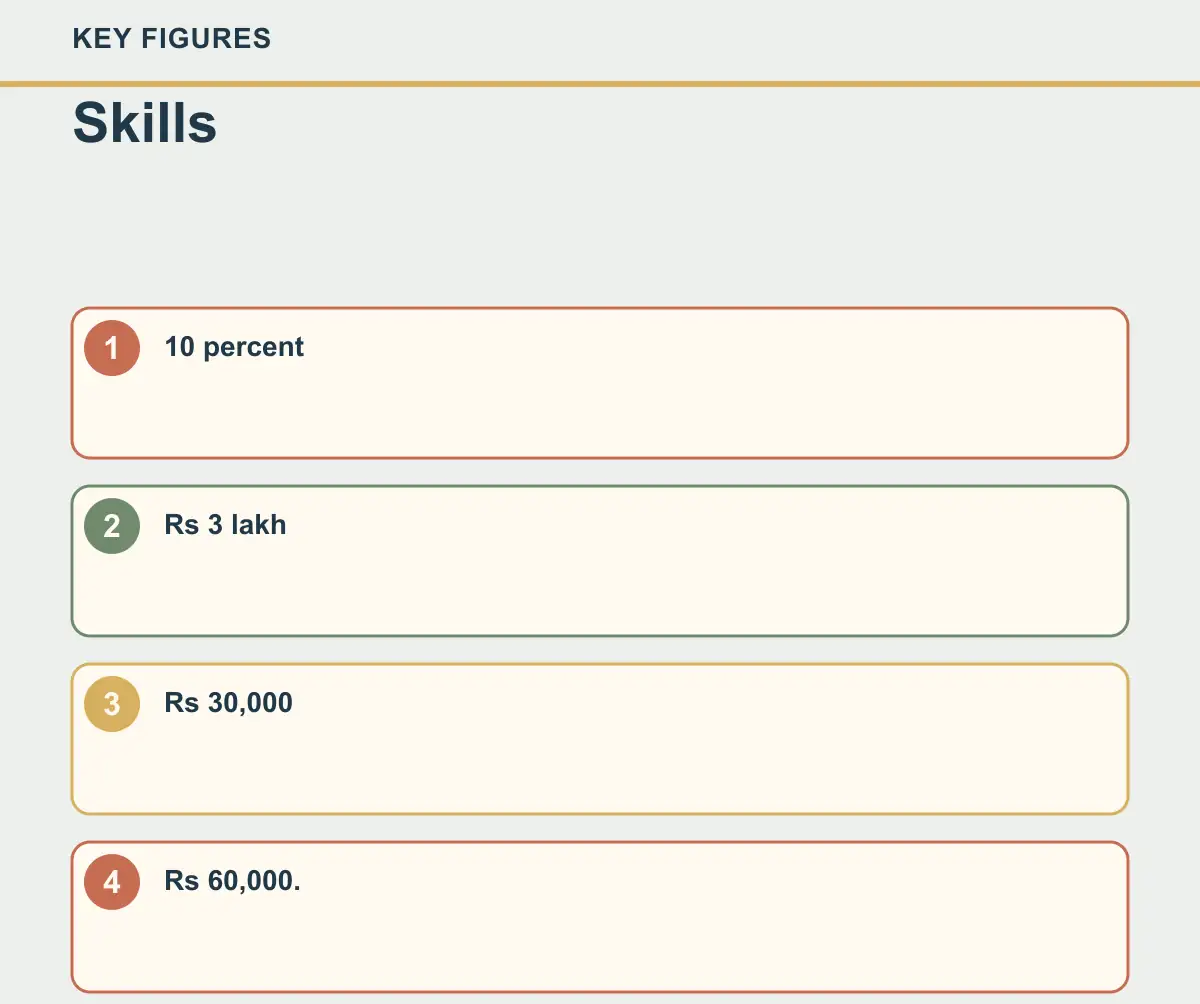 KEY FIGURES
Skills
1 10 percent
2 Rs 3 lakh
3 Rs 30,000
4 Rs 60,000.